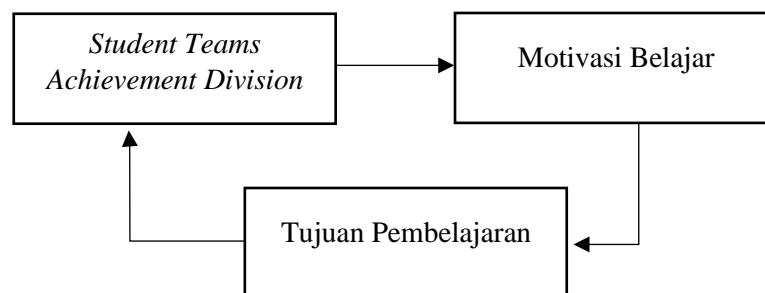 Student Teams
Achievement Division
Motivasi Belajar
Tujuan Pembelajaran